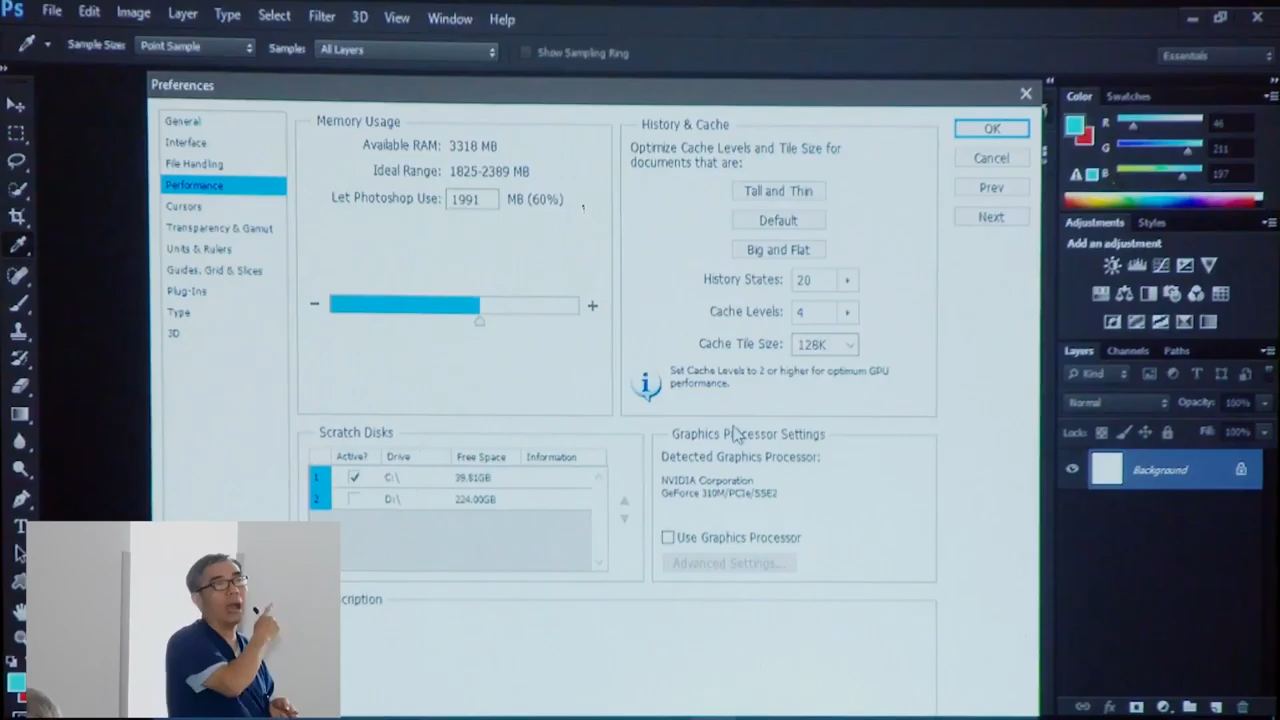 Ps File Edit Image Layer Type Select Filter 3D View Window Help
Sample Size: Point Sample Sample: All Layers Show Sampling Ring Essentials
Preferences
General
Interface
File Handling
Performance
Cursors
Transparency & Gamut
Units & Rulers
Guides, Grid & Slices
Plug-Ins
Type
3D
Memory Usage
Available RAM: 3318 MB
Ideal Range: 1825-2389 MB
Let Photoshop Use: 1991 MB (60%)
History & Cache
Optimize Cache Levels and Tile Size for
documents that are:
Tall and Thin
Default
Big and Flat
History States: 20
Cache Levels: 4
Cache Tile Size: 128K
Set Cache Levels to 2 or higher for optimum GPU
performance.
OK
Cancel
Prev
Next
Scratch Disks
Active? Drive Free Space Information
1 C:\ 39.81GB
2 D:\ 224.00GB
Graphics Processor Settings
Detected Graphics Processor:
NVIDIA Corporation
GeForce 310M/PCIe/SSE2
Use Graphics Processor
Advanced Settings...
cription
Color Swatches
R 46
G 211
B 197
Adjustments Styles
Add an adjustment
Layers Channels Paths
Kind
Normal Opacity: 100%
Lock: Fill: 100%
Background